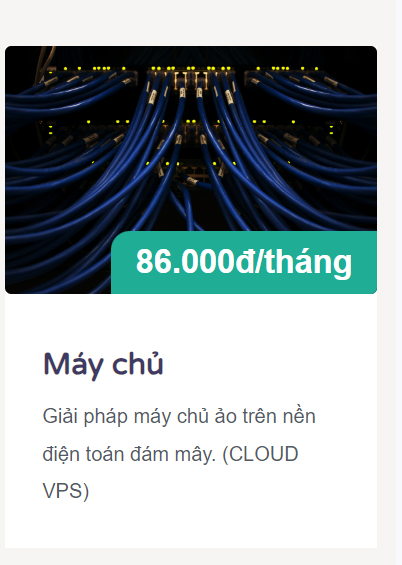 86.000đ/tháng
Máy chủ
Giải pháp máy chủ ảo trên nền
điện toán đám mây. (CLOUD
VPS)